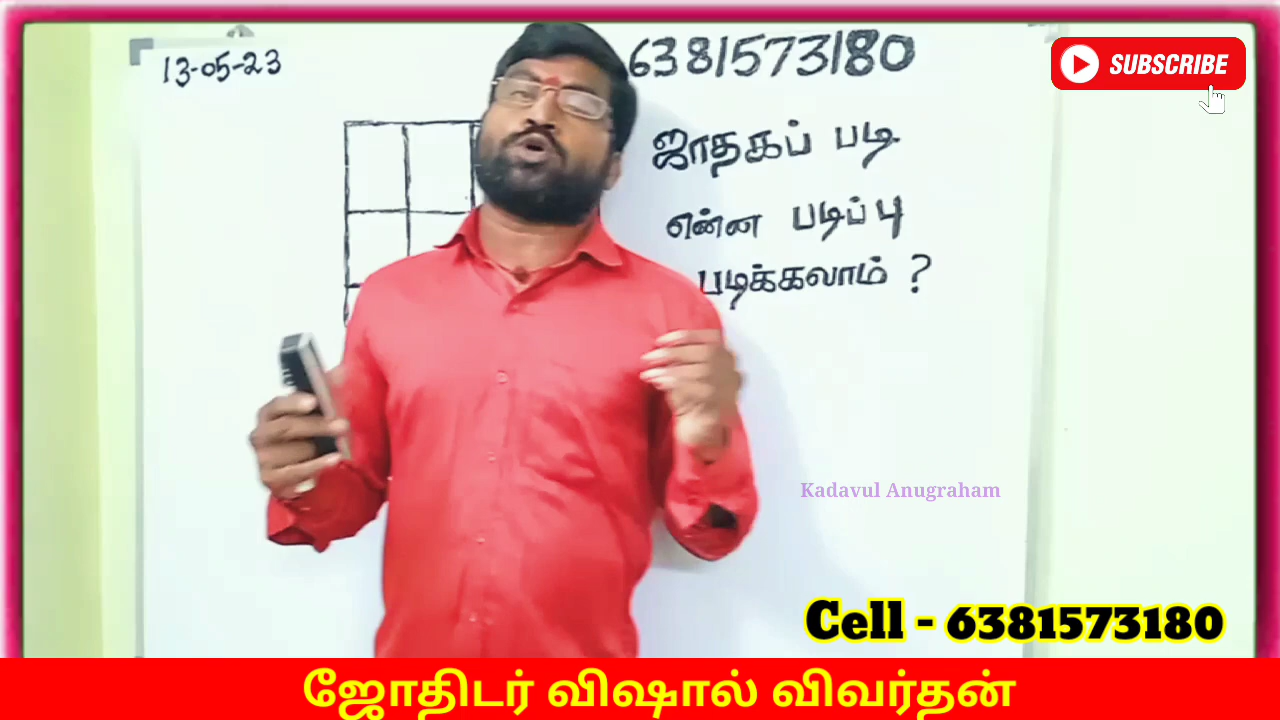 13-05-23
6381573180
SUBSCRIBE
ஜாதகப் படி
என்ன படிப்பு
படிக்கலாம் ?
Kadavul Anugraham
Cell - 6381573180
ஜோதிடர் விஷால் விவர்தன்